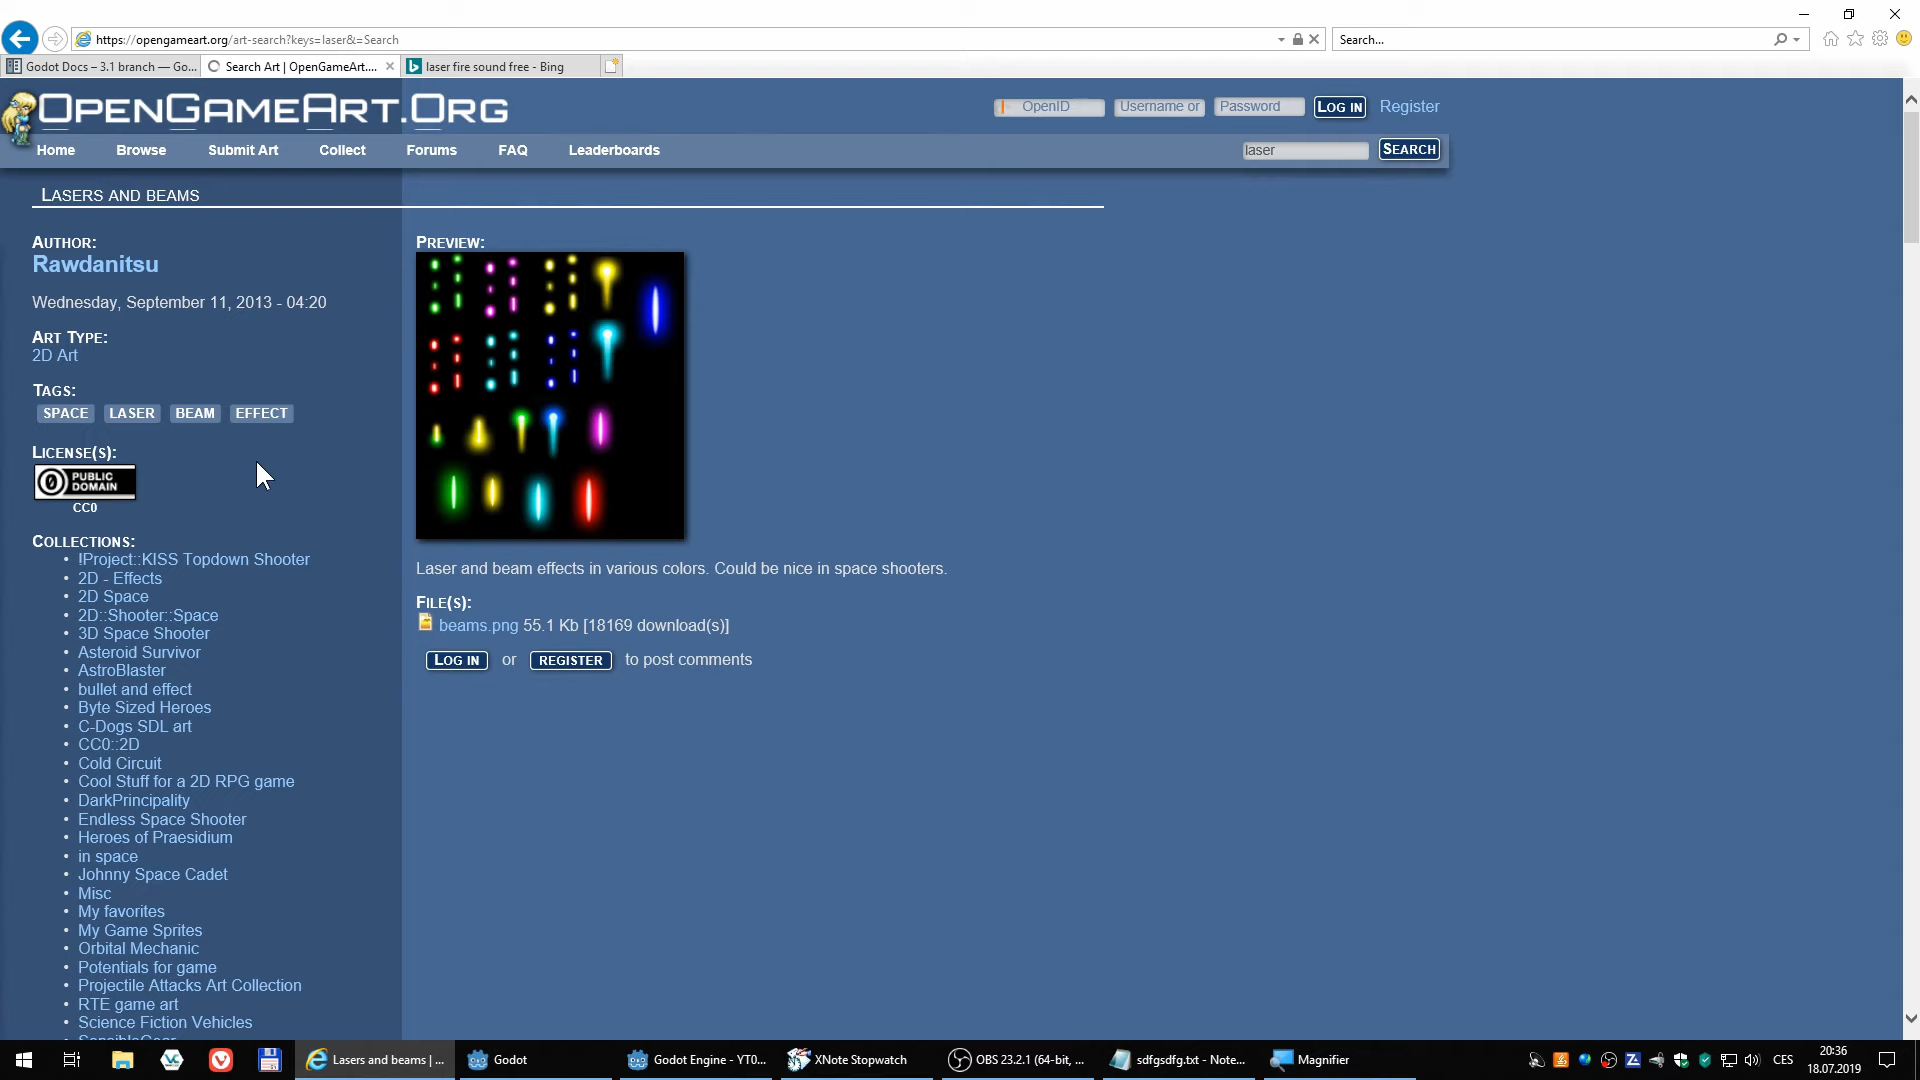 https://opengameart.org/art-search?keys=laser&=Search
Search...
Godot Docs – 3.1 branch — Go...
Search Art | OpenGameArt....
laser fire sound free - Bing
OpenGameArt.Org
OpenID
Username or
Password
Log in
Register
Home
Browse
Submit Art
Collect
Forums
FAQ
Leaderboards
laser
Search
Lasers and beams
Author:
Rawdanitsu
Wednesday, September 11, 2013 - 04:20
Art Type:
2D Art
Tags:
SPACE LASER BEAM EFFECT
License(s):
PUBLIC
DOMAIN
CC0
Collections:
• !Project::KISS Topdown Shooter
• 2D - Effects
• 2D Space
• 2D::Shooter::Space
• 3D Space Shooter
• Asteroid Survivor
• AstroBlaster
• bullet and effect
• Byte Sized Heroes
• C-Dogs SDL art
• CC0::2D
• Cold Circuit
• Cool Stuff for a 2D RPG game
• DarkPrincipality
• Endless Space Shooter
• Heroes of Praesidium
• in space
• Johnny Space Cadet
• Misc
• My favorites
• My Game Sprites
• Orbital Mechanic
• Potentials for game
• Projectile Attacks Art Collection
• RTE game art
• Science Fiction Vehicles
Preview:
Laser and beam effects in various colors. Could be nice in space shooters.
File(s):
beams.png 55.1 Kb [18169 download(s)]
Log in or register to post comments
Lasers and beams | ...
Godot
Godot Engine - YT0...
XNote Stopwatch
OBS 23.2.1 (64-bit, ...
sdfgsdfg.txt - Note...
Magnifier
CES
20:36
18.07.2019